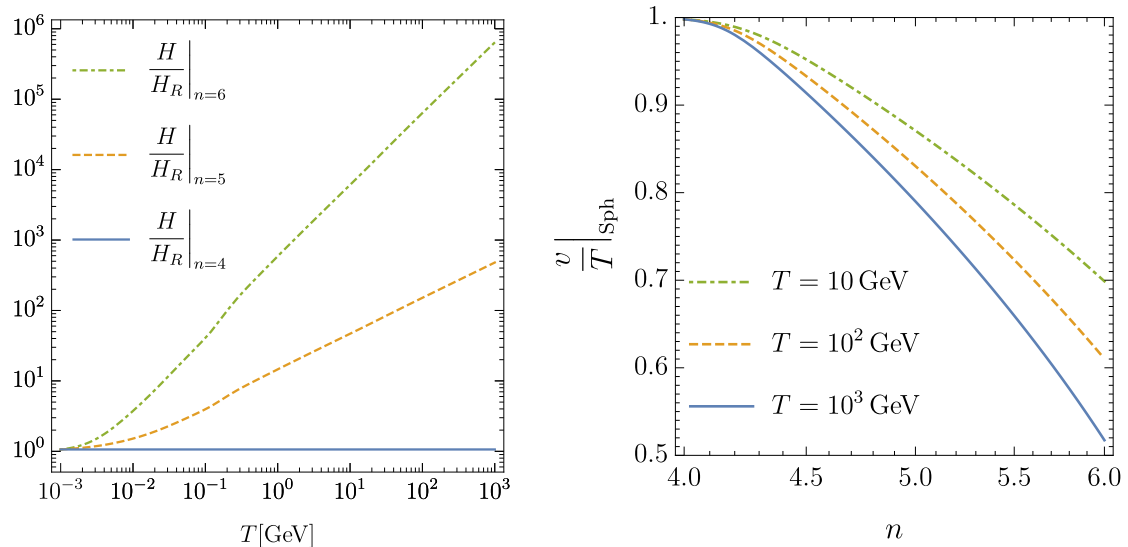 10^6
10^5
10^4
10^3
10^2
10^1
10^0
H/H_R|_{n=6}
H/H_R|_{n=5}
H/H_R|_{n=4}
10^{-3} 10^{-2} 10^{-1} 10^0 10^1 10^2 10^3
T[GeV]
1.
0.9
0.8
0.7
0.6
0.5
v/T|_{Sph}
T = 10 GeV
T = 10^2 GeV
T = 10^3 GeV
4.0 4.5 5.0 5.5 6.0
n